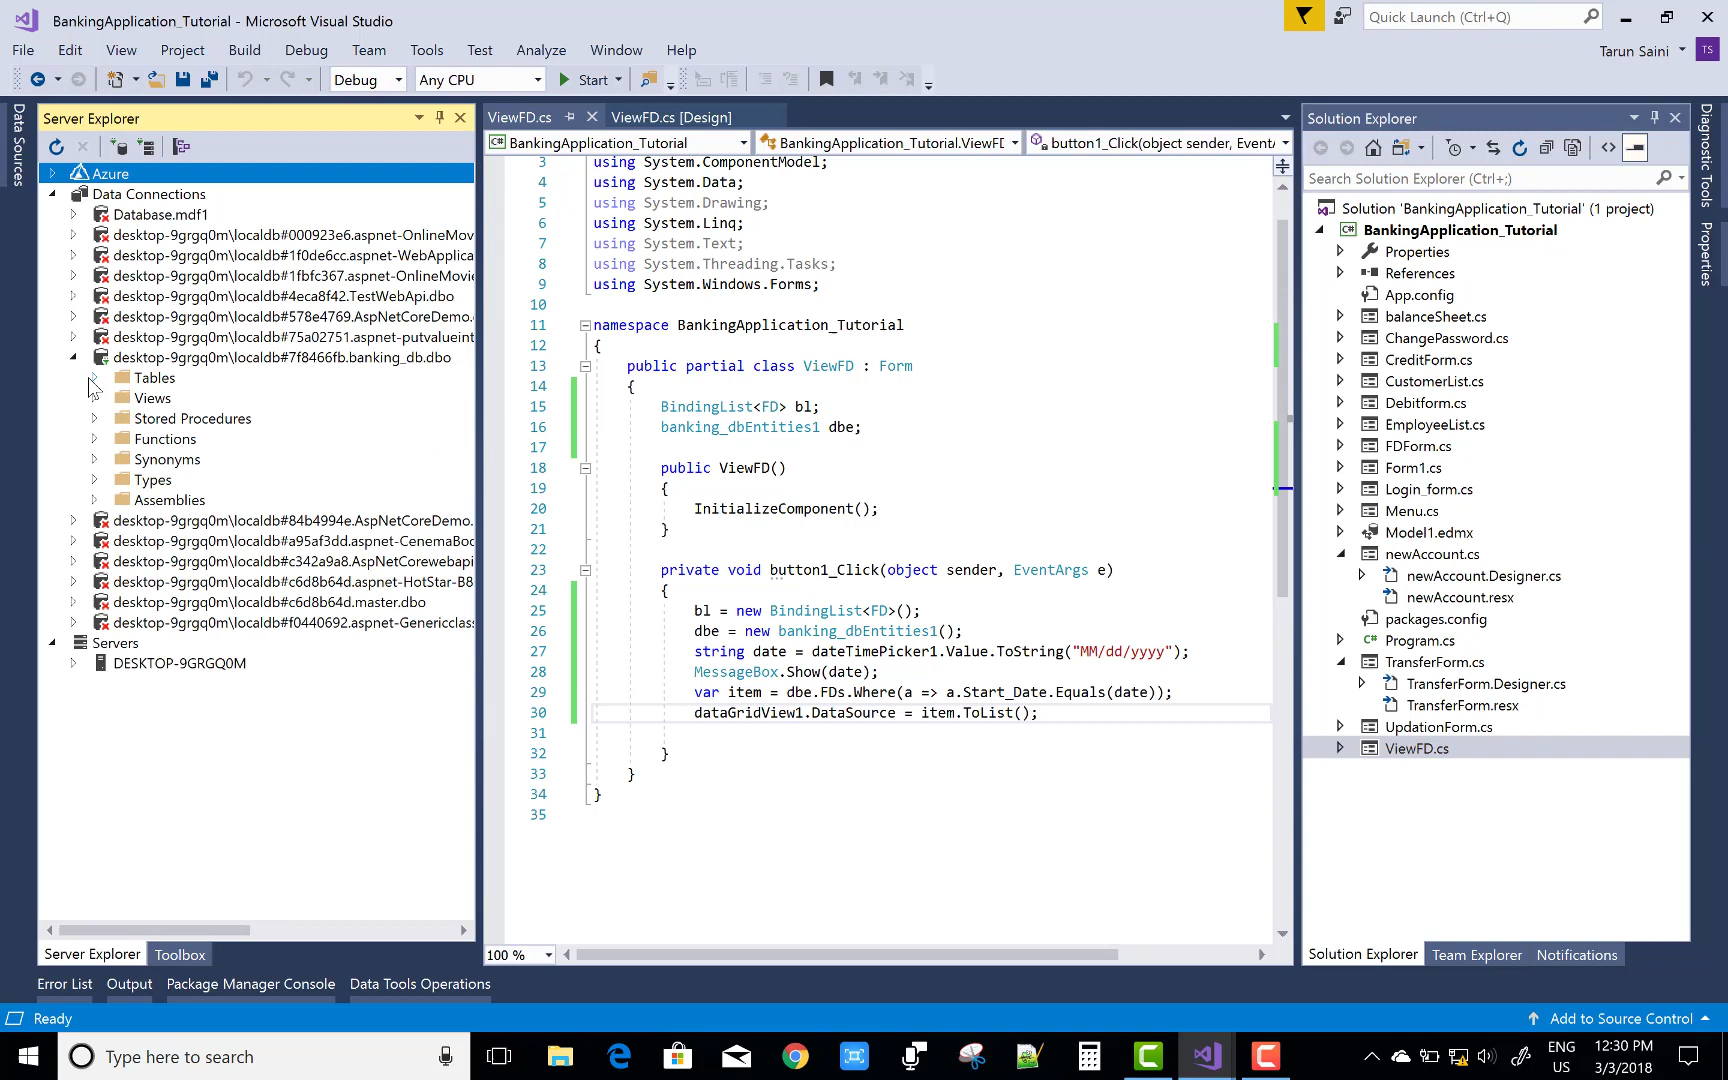 BankingApplication_Tutorial - Microsoft Visual Studio
Quick Launch (Ctrl+Q)
File Edit View Project Build Debug Team Tools Test Analyze Window Help
Tarun Saini TS
Debug Any CPU Start
Data Sources
Server Explorer
Azure
Data Connections
Database.mdf1
desktop-9grgq0m\localdb#000923e6.aspnet-OnlineMov
desktop-9grgq0m\localdb#1f0de6cc.aspnet-WebApplica
desktop-9grgq0m\localdb#1fbfc367.aspnet-OnlineMovie
desktop-9grgq0m\localdb#4eca8f42.TestWebApi.dbo
desktop-9grgq0m\localdb#578e4769.AspNetCoreDemo.
desktop-9grgq0m\localdb#75a02751.aspnet-putvalueint
desktop-9grgq0m\localdb#7f8466fb.banking_db.dbo
Tables
Views
Stored Procedures
Functions
Synonyms
Types
Assemblies
desktop-9grgq0m\localdb#84b4994e.AspNetCoreDemo.
desktop-9grgq0m\localdb#a95af3dd.aspnet-CenemaBoo
desktop-9grgq0m\localdb#c342a9a8.AspNetCorewebapi
desktop-9grgq0m\localdb#c6d8b64d.aspnet-HotStar-B8
desktop-9grgq0m\localdb#c6d8b64d.master.dbo
desktop-9grgq0m\localdb#f0440692.aspnet-Genericclass
Servers
DESKTOP-9GRGQ0M
Server Explorer Toolbox
ViewFD.cs ViewFD.cs [Design]
BankingApplication_Tutorial BankingApplication_Tutorial.ViewFD button1_Click(object sender, EventArgs
3 using System.ComponentModel;
4 using System.Data;
5 using System.Drawing;
6 using System.Linq;
7 using System.Text;
8 using System.Threading.Tasks;
9 using System.Windows.Forms;
10
11 namespace BankingApplication_Tutorial
12 {
13 public partial class ViewFD : Form
14 {
15 BindingList<FD> bl;
16 banking_dbEntities1 dbe;
17
18 public ViewFD()
19 {
20 InitializeComponent();
21 }
22
23 private void button1_Click(object sender, EventArgs e)
24 {
25 bl = new BindingList<FD>();
26 dbe = new banking_dbEntities1();
27 string date = dateTimePicker1.Value.ToString("MM/dd/yyyy");
28 MessageBox.Show(date);
29 var item = dbe.FDs.Where(a => a.Start_Date.Equals(date));
30 dataGridView1.DataSource = item.ToList();
31
32 }
33 }
34 }
35
100 %
Solution Explorer
Search Solution Explorer (Ctrl+;)
Solution 'BankingApplication_Tutorial' (1 project)
BankingApplication_Tutorial
Properties
References
App.config
balanceSheet.cs
ChangePassword.cs
CreditForm.cs
CustomerList.cs
Debitform.cs
EmployeeList.cs
FDForm.cs
Form1.cs
Login_form.cs
Menu.cs
Model1.edmx
newAccount.cs
newAccount.Designer.cs
newAccount.resx
packages.config
Program.cs
TransferForm.cs
TransferForm.Designer.cs
TransferForm.resx
UpdationForm.cs
ViewFD.cs
Solution Explorer Team Explorer Notifications
Diagnostic Tools
Properties
Error List Output Package Manager Console Data Tools Operations
Ready
Add to Source Control
Type here to search
ENG
US
12:30 PM
3/3/2018